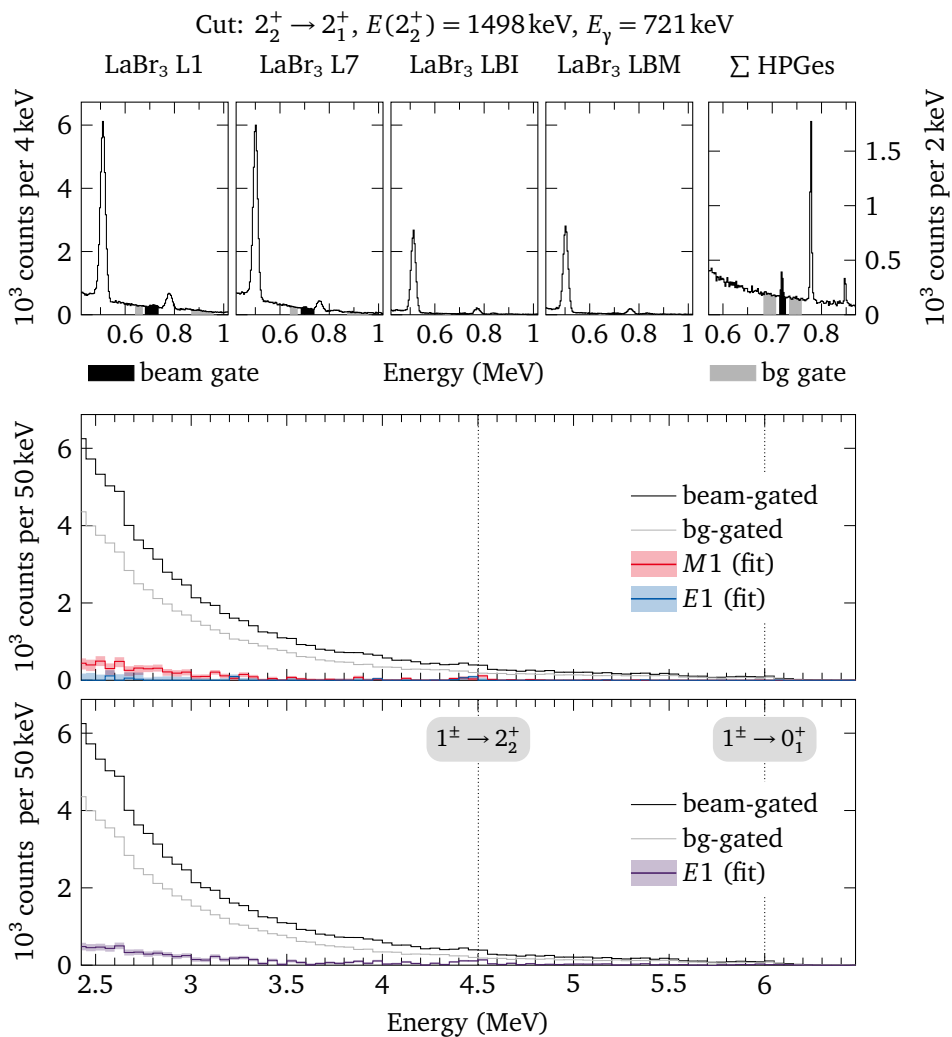 Cut: 2₂⁺ → 2₁⁺, E(2₂⁺) = 1498 keV, E_γ = 721 keV
LaBr₃ L1 LaBr₃ L7 LaBr₃ LBI LaBr₃ LBM ∑ HPGes
10³ counts per 4 keV
6
4
2
0
0.6 0.8 1 0.6 0.8 1 0.6 0.8 1 0.6 0.8 1 0.6 0.7 0.8
1.5
1
0.5
0
10³ counts per 2 keV
beam gate Energy (MeV) bg gate
10³ counts per 50 keV
6
4
2
0
beam-gated
bg-gated
M1 (fit)
E1 (fit)
10³ counts per 50 keV
6
4
2
0
1± → 2₂⁺ 1± → 0₁⁺
beam-gated
bg-gated
E1 (fit)
2.5 3 3.5 4 4.5 5 5.5 6
Energy (MeV)